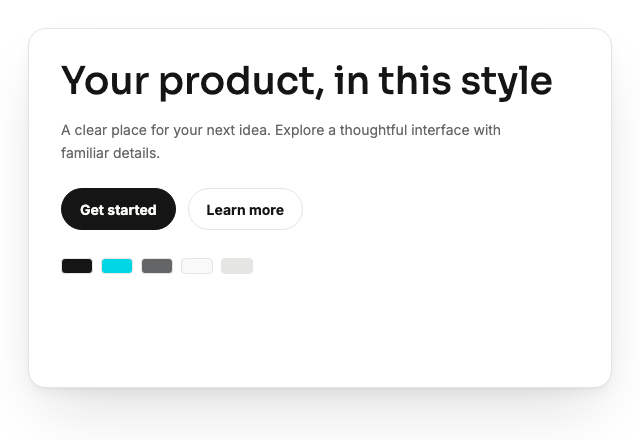 Your product, in this style
A clear place for your next idea. Explore a thoughtful interface with
familiar details.
Get started
Learn more